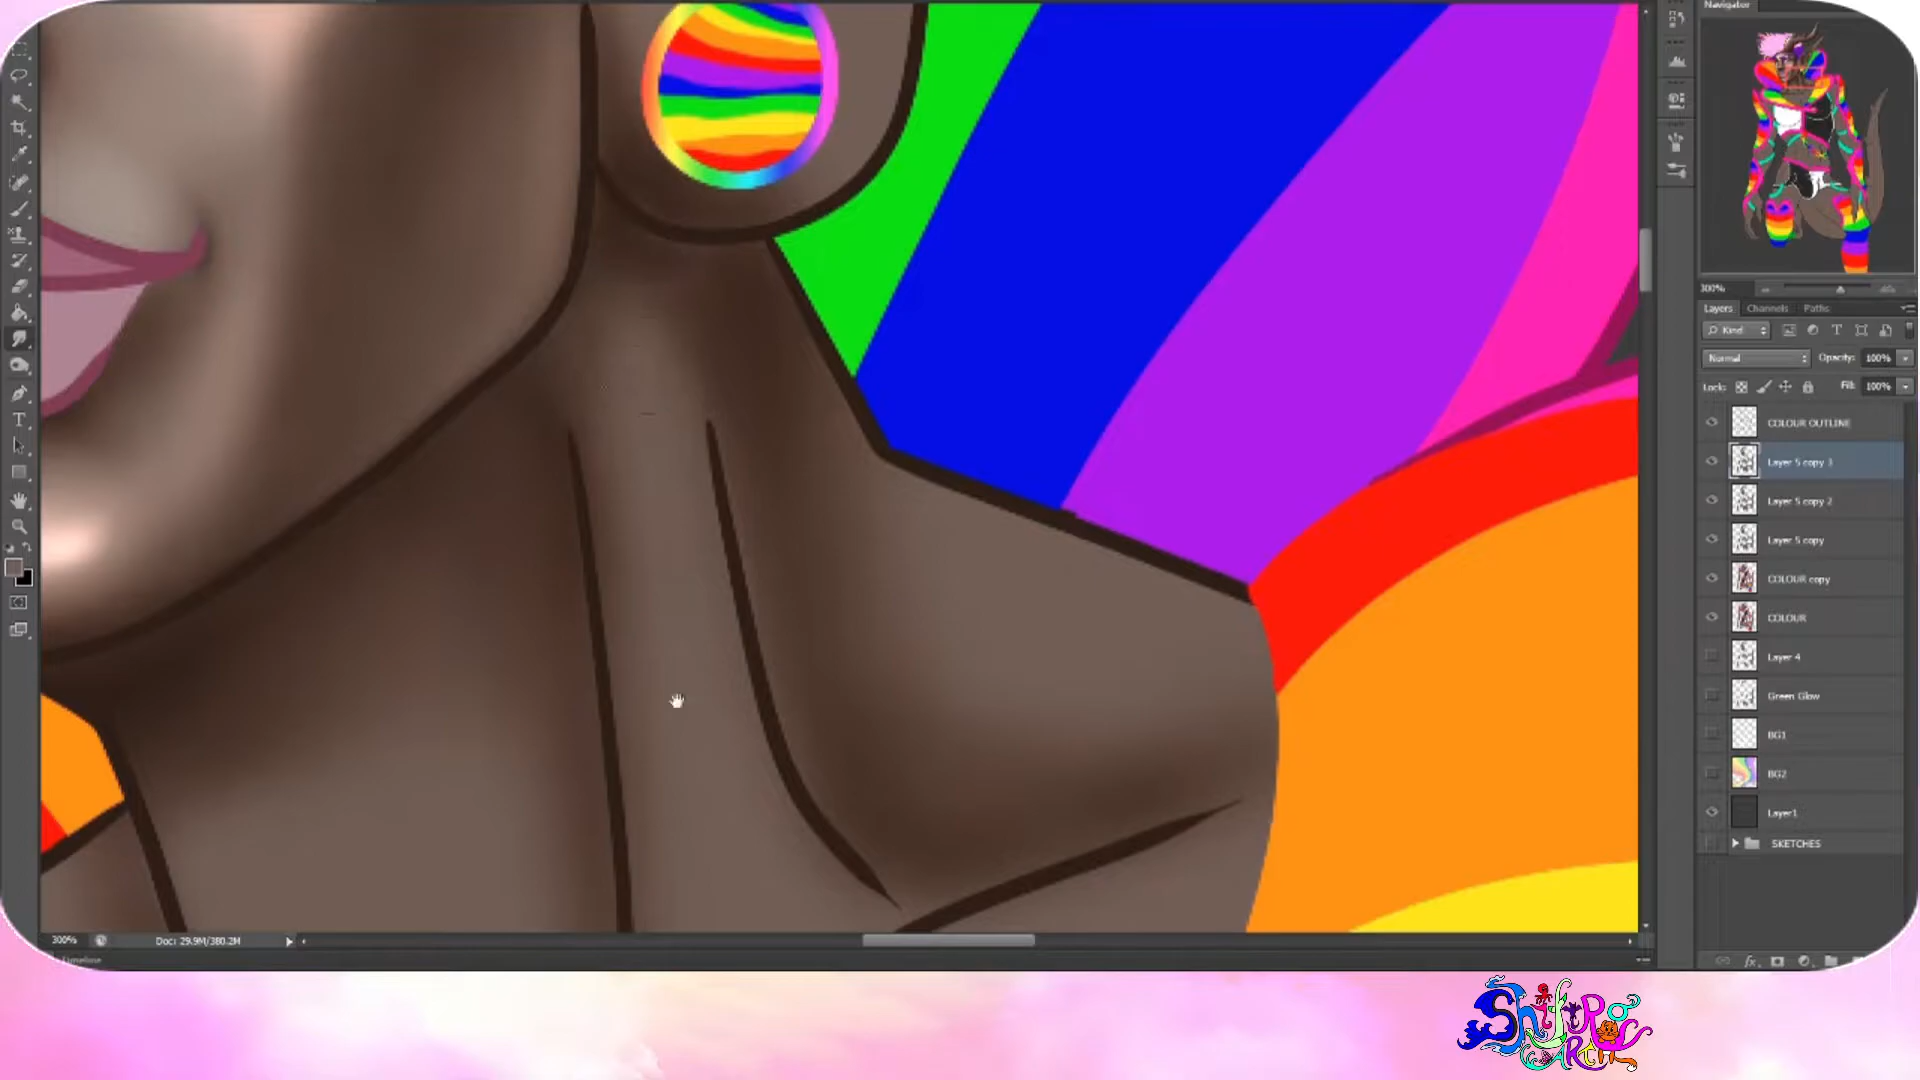 Navigator
300%
Layers Channels Paths
Kind
Normal Opacity: 100%
Lock: Fill: 100%
COLOUR OUTLINE
Layer 5 copy 3
Layer 5 copy 2
Layer 5 copy
COLOUR copy
COLOUR
Layer 4
Green Glow
BG1
BG2
Layer1
SKETCHES
300% Doc: 29.9M/380.2M
Timeline